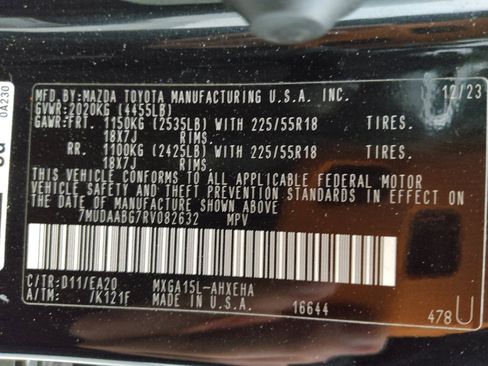 MFD.BY:MAZDA TOYOTA MANUFACTURING U.S.A. INC. 12/23
GVWR:2020KG (4455LB)
GAWR:FRT. 1150KG (2535LB) WITH 225/55R18 TIRES.
18X7J RIMS.
RR. 1100KG (2425LB) WITH 225/55R18 TIRES.
18X7J RIMS.
THIS VEHICLE CONFORMS TO ALL APPLICABLE FEDERAL MOTOR
VEHICLE SAFETY AND THEFT PREVENTION STANDARDS IN EFFECT ON
THE DATE OF MANUFACTURE SHOWN ABOVE.
7MUDAABG7RV082632 MPV
C/TR:D11/EA20 MXGA15L-AHXEHA
A/TM: /K121F MADE IN U.S.A. 16644
478 U
0A230